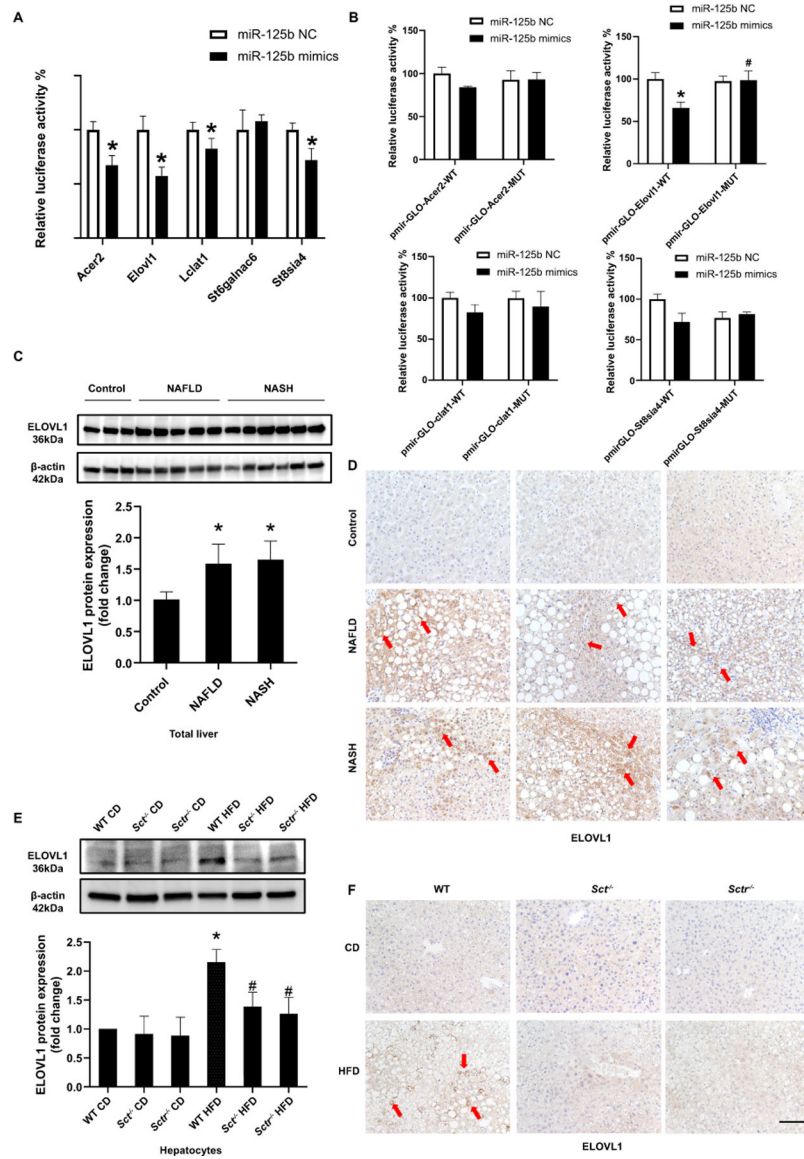 A
miR-125b NC
miR-125b mimics
Relative luciferase activity %
*
*
*
*
Acer2
Elovl1
Lclat1
St6galnac6
St8sia4
B
miR-125b NC
miR-125b mimics
Relative luciferase activity %
150
100
50
0
pmir-GLO-Acer2-WT
pmir-GLO-Acer2-MUT
miR-125b NC
miR-125b mimics
Relative luciferase activity %
150
100
50
0
*
#
pmir-GLO-Elovl1-WT
pmir-GLO-Elovl1-MUT
miR-125b NC
miR-125b mimics
Relative luciferase activity %
150
100
50
0
pmir-GLO-clat1-WT
pmir-GLO-clat1-MUT
miR-125b NC
miR-125b mimics
Relative luciferase activity %
150
100
50
0
pmirGLO-St8sia4-WT
pmirGLO-St8sia4-MUT
C
Control NAFLD NASH
ELOVL1
36kDa
β-actin
42kDa
ELOVL1 protein expression
(fold change)
2.5
2.0
1.5
1.0
0.5
0.0
*
*
Control
NAFLD
NASH
Total liver
D
Control
NAFLD
NASH
ELOVL1
E
WT CD
Sct-/- CD
Sctr-/- CD
WT HFD
Sct-/- HFD
Sctr-/- HFD
ELOVL1
36kDa
β-actin
42kDa
ELOVL1 protein expression
(fold change)
2.5
2.0
1.5
1.0
0.5
0.0
*
#
#
WT CD
Sct-/- CD
Sctr-/- CD
WT HFD
Sct-/- HFD
Sctr-/- HFD
Hepatocytes
F
WT Sct-/- Sctr-/-
CD
HFD
ELOVL1